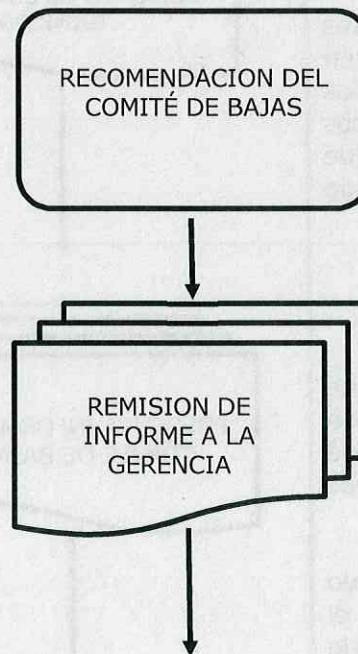 RECOMENDACION DEL
COMITÉ DE BAJAS
REMISION DE
INFORME A LA
GERENCIA